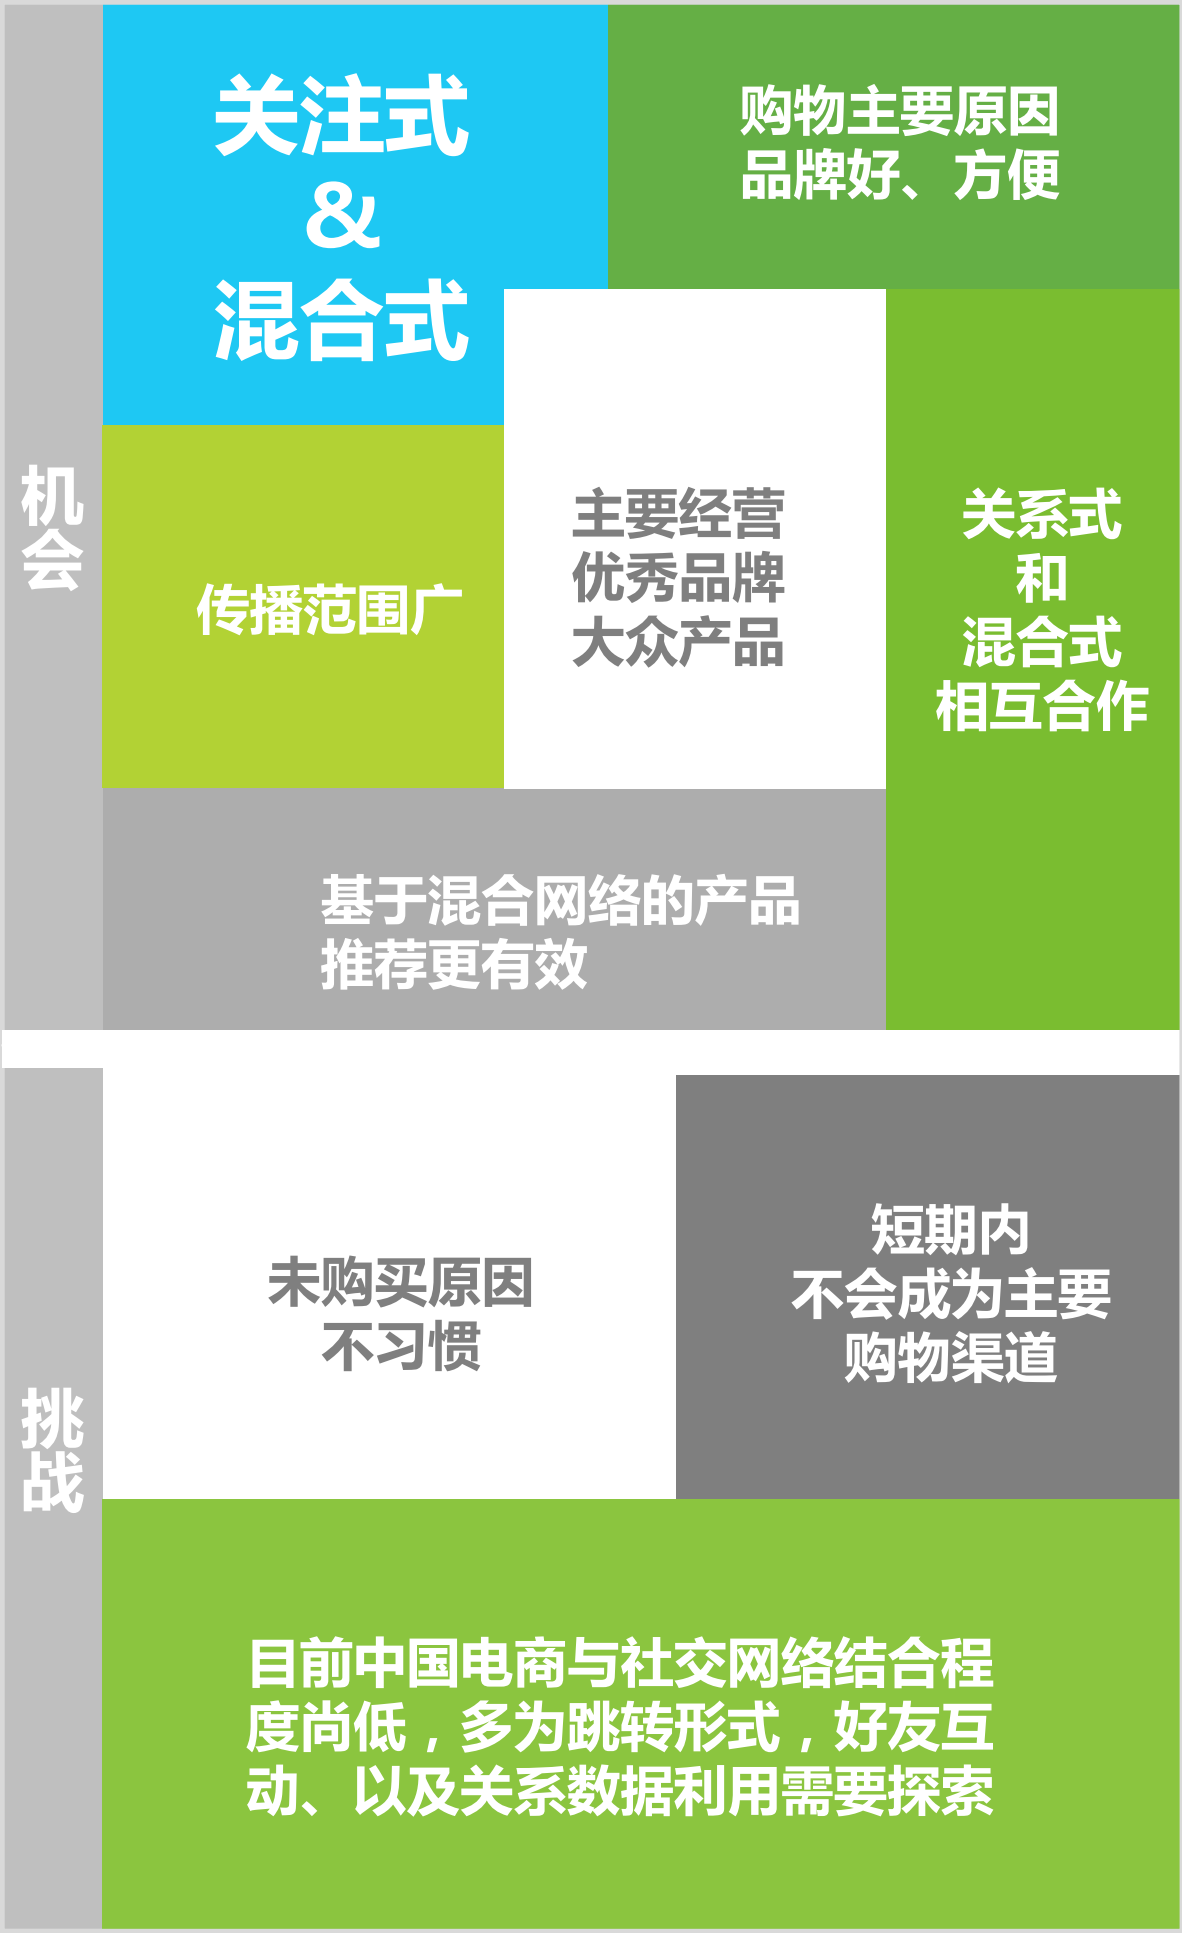 机会
关注式
&
混合式
购物主要原因
品牌好、方便
传播范围广
主要经营
优秀品牌
大众产品
关系式
和
混合式
相互合作
基于混合网络的产品
推荐更有效
挑战
未购买原因
不习惯
短期内
不会成为主要
购物渠道
目前中国电商与社交网络结合程
度尚低，多为跳转形式，好友互
动、以及关系数据利用需要探索